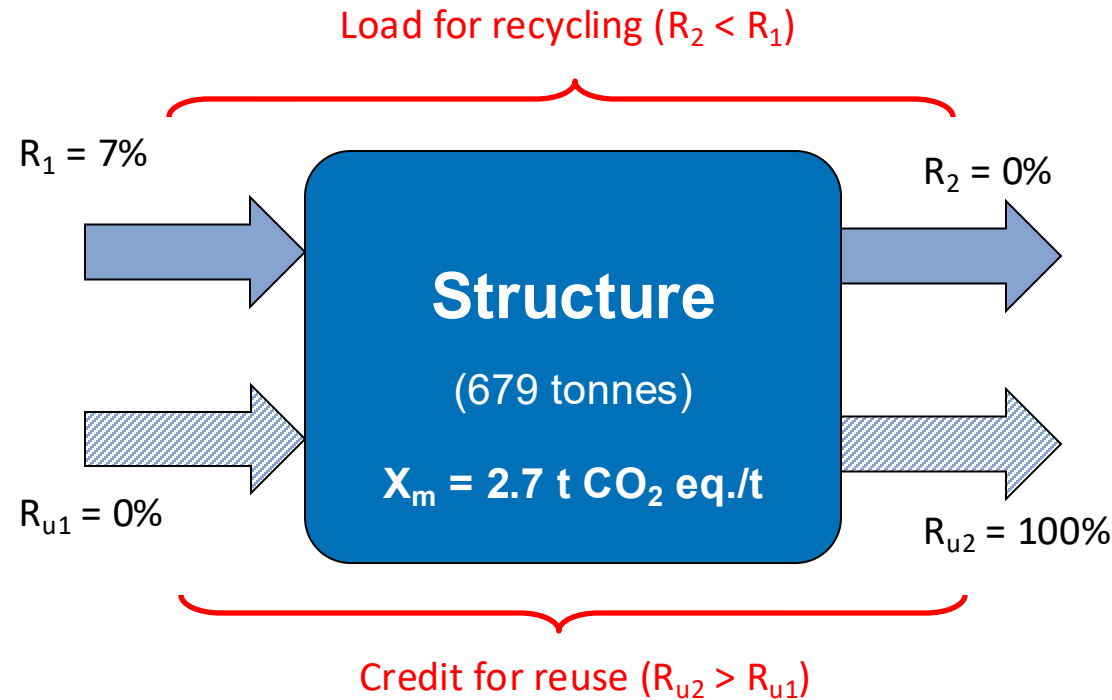 Load for recycling (R₂ < R₁)
R₁ = 7%
R₂ = 0%
Structure
(679 tonnes)
Xₘ = 2.7 t CO₂ eq./t
Rᵤ₁ = 0%
Rᵤ₂ = 100%
Credit for reuse (Rᵤ₂ > Rᵤ₁)